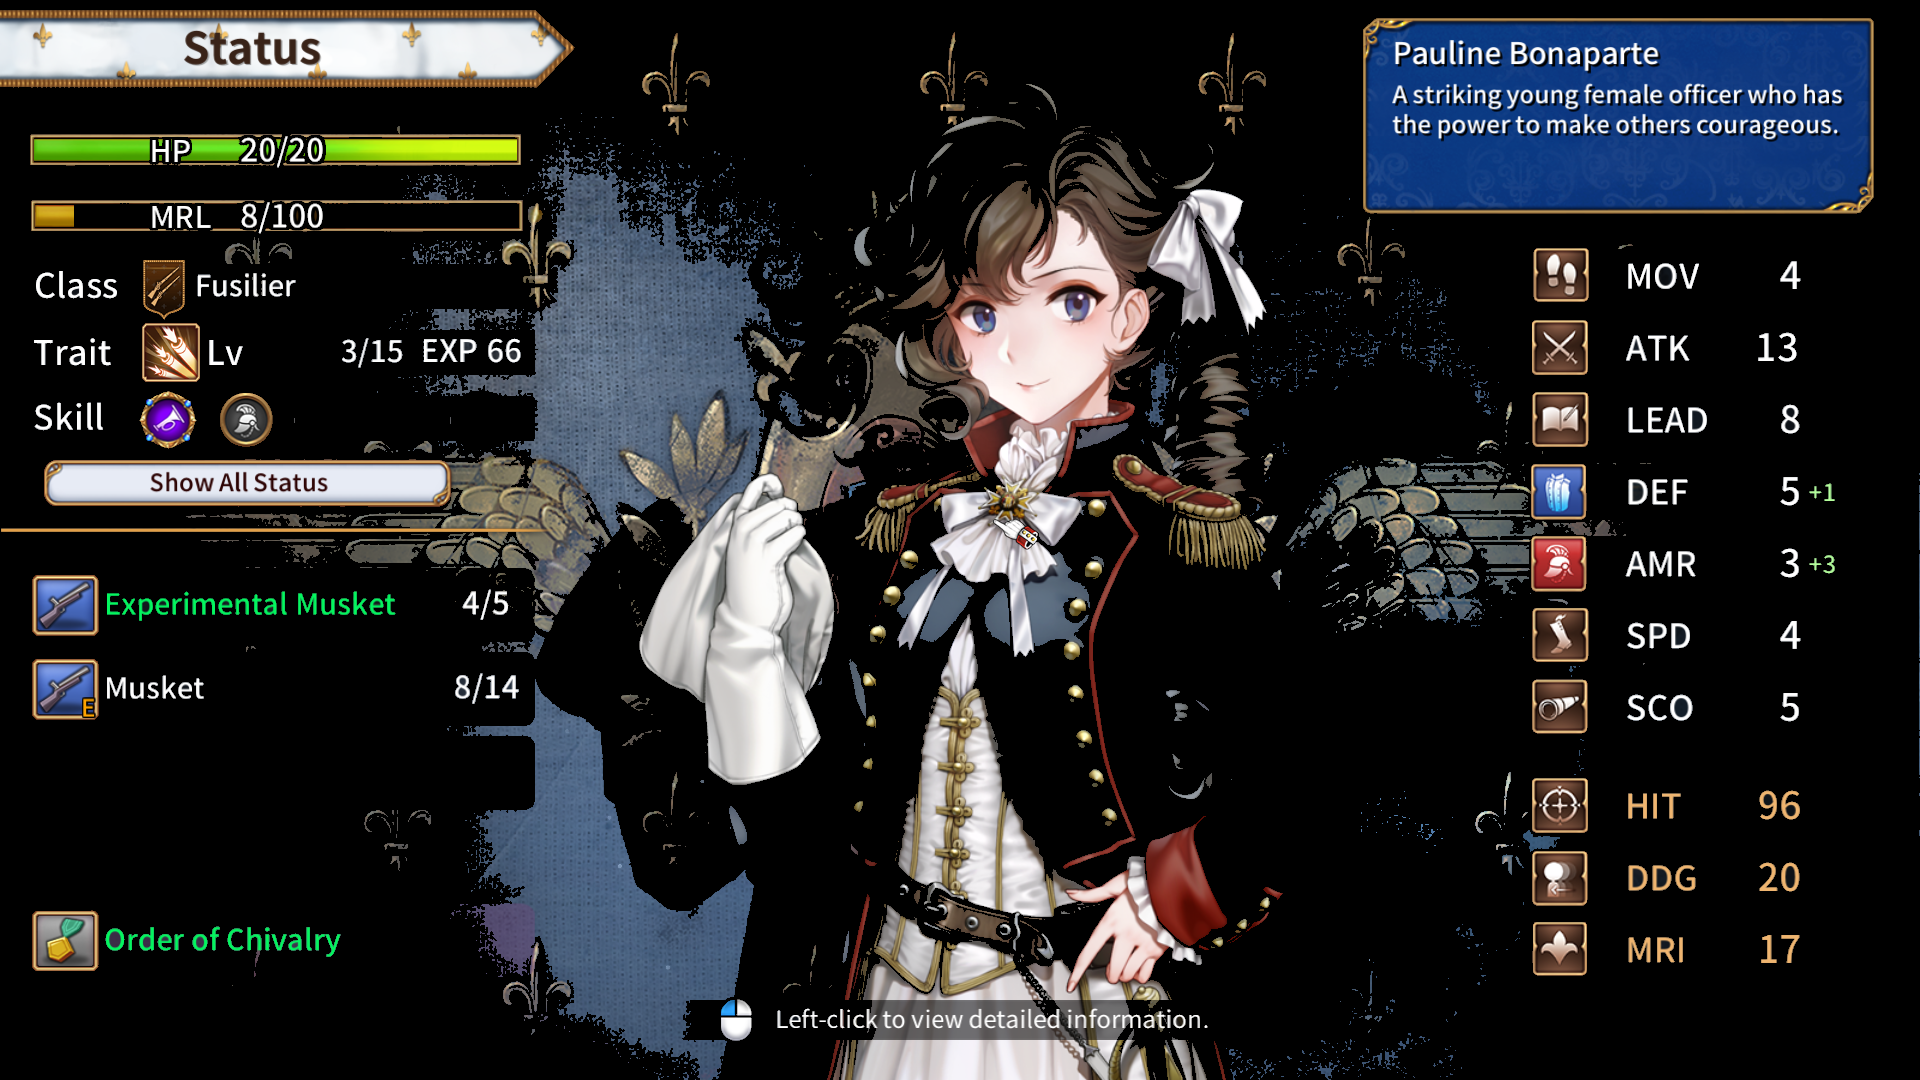 Status
HP 20/20
MRL 8/100
Class Fusilier
Trait Lv 3/15 EXP 66
Skill
Show All Status
Experimental Musket 4/5
E Musket 8/14
Order of Chivalry
Pauline Bonaparte
A striking young female officer who has
the power to make others courageous.
MOV 4
ATK 13
LEAD 8
DEF 5 +1
AMR 3 +3
SPD 4
SCO 5
HIT 96
DDG 20
MRI 17
Left-click to view detailed information.